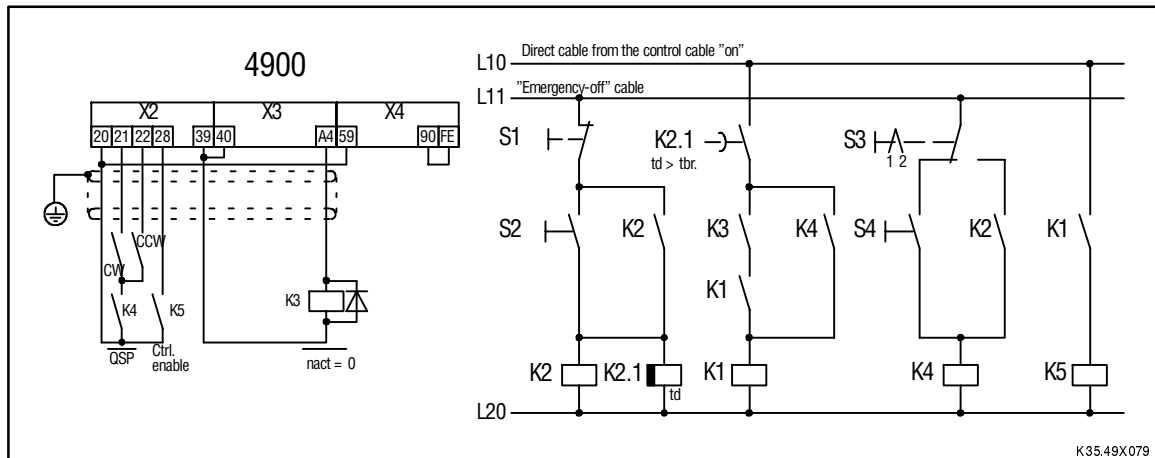 4900
X2 X3 X4
20 21 22 28 39 40 A4 59 90 FE
CW
CCW
K4
K5
QSP
Ctrl.
enable
K3
nact = 0
L10
Direct cable from the control cable "on"
L11
"Emergency-off" cable
S1
K2.1
td > tbr.
S3
1 2
S2
K2
K3
K4
S4
K2
K1
K1
K2
K2.1
td
K1
K4
K5
L20
K35.49X079